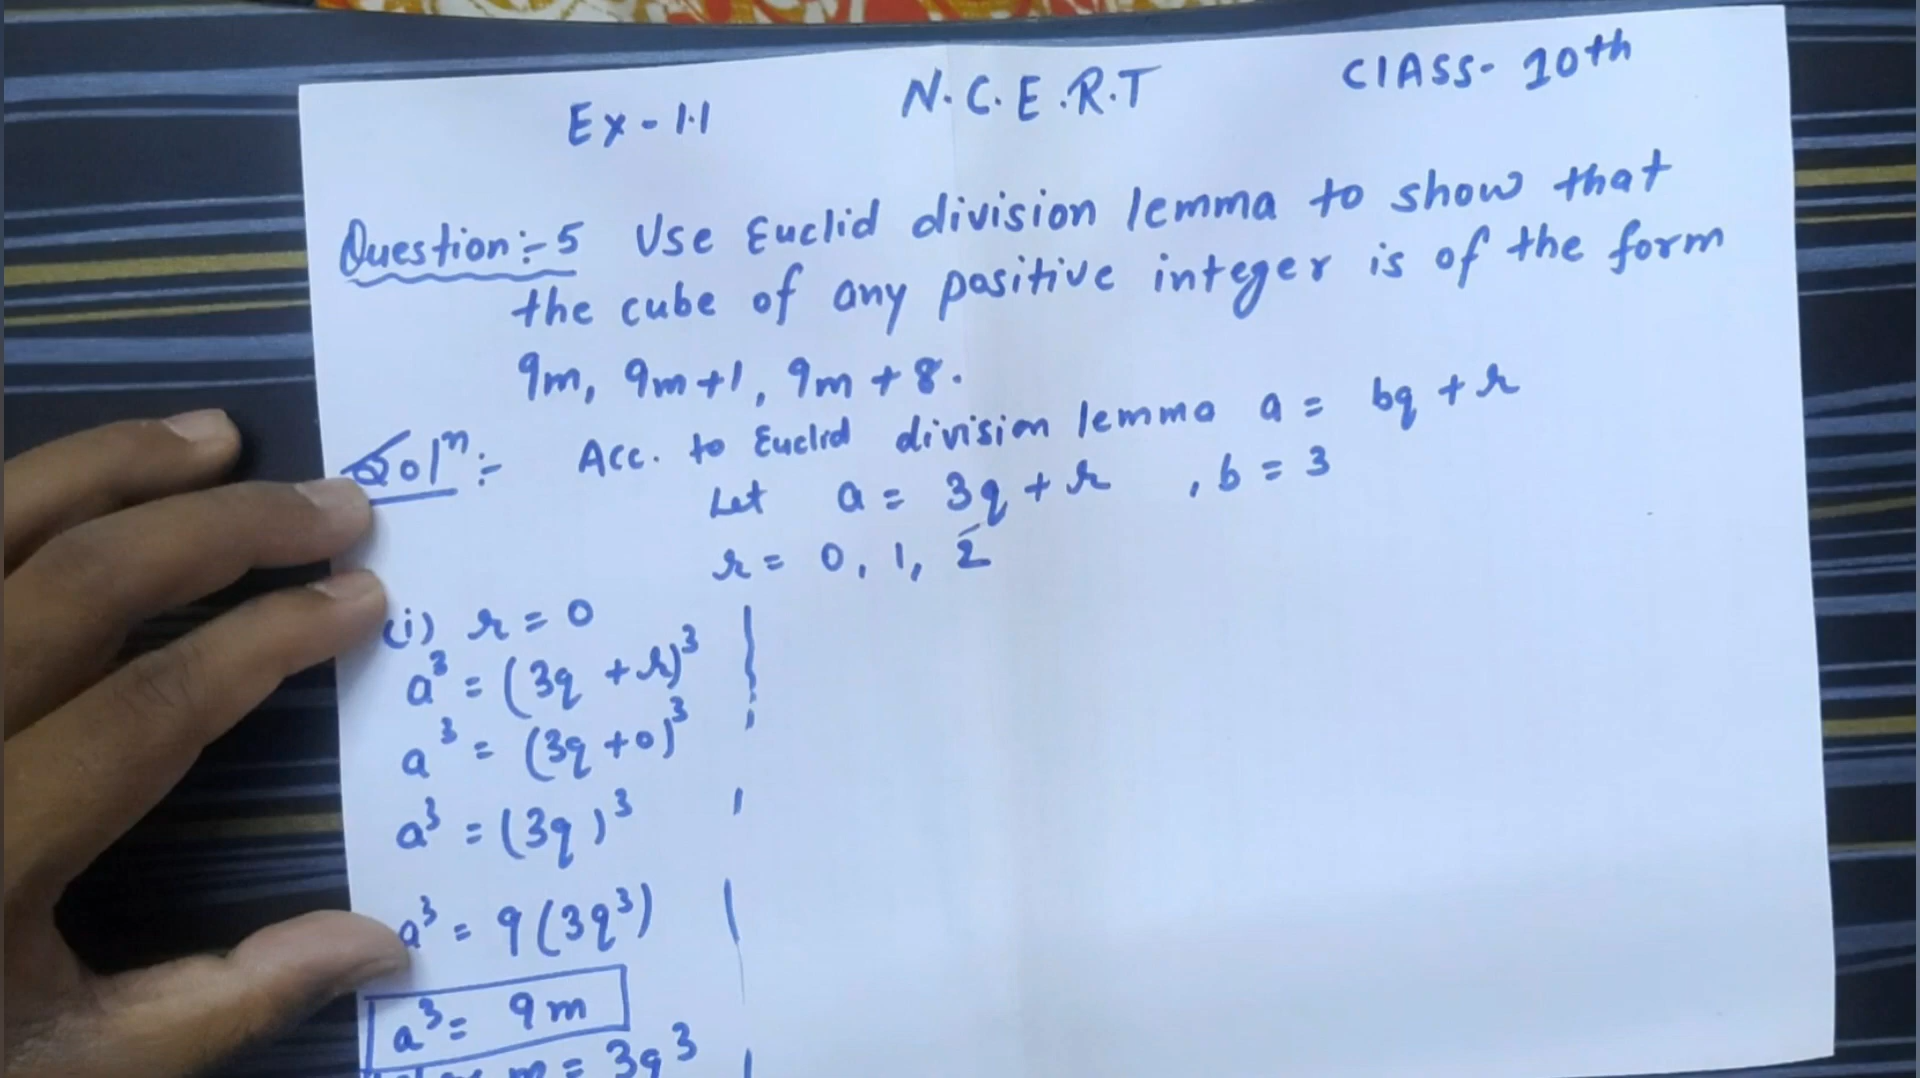 Ex - 1.1 N.C.E.R.T CLASS- 10th
Question:- 5 Use Euclid division lemma to show that
the cube of any positive integer is of the form
9m, 9m+1, 9m + 8.
Solⁿ:- Acc. to Euclid division lemma a = bq + r
Let a = 3q + r , b = 3
r = 0, 1, 2
(i) r = 0
a³ = (3q + r)³
a³ = (3q + 0)³
a³ = (3q)³
a³ = 9(3q³)
a³ = 9m
m = 3q³